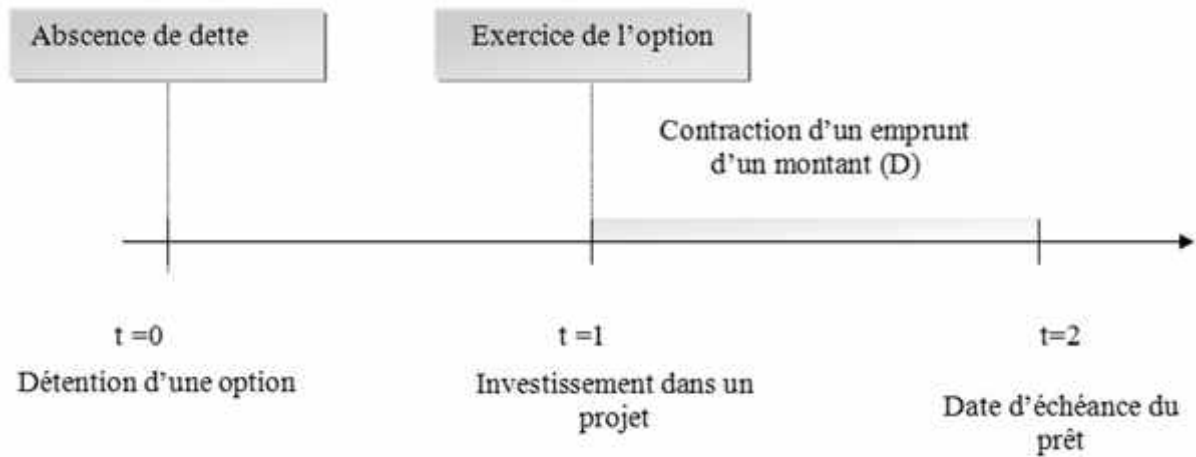 Abscence de dette
Exercice de l’option
Contraction d’un emprunt
d’un montant (D)
t =0
t =1
t=2
Détention d’une option
Investissement dans un
projet
Date d’échéance du
prêt